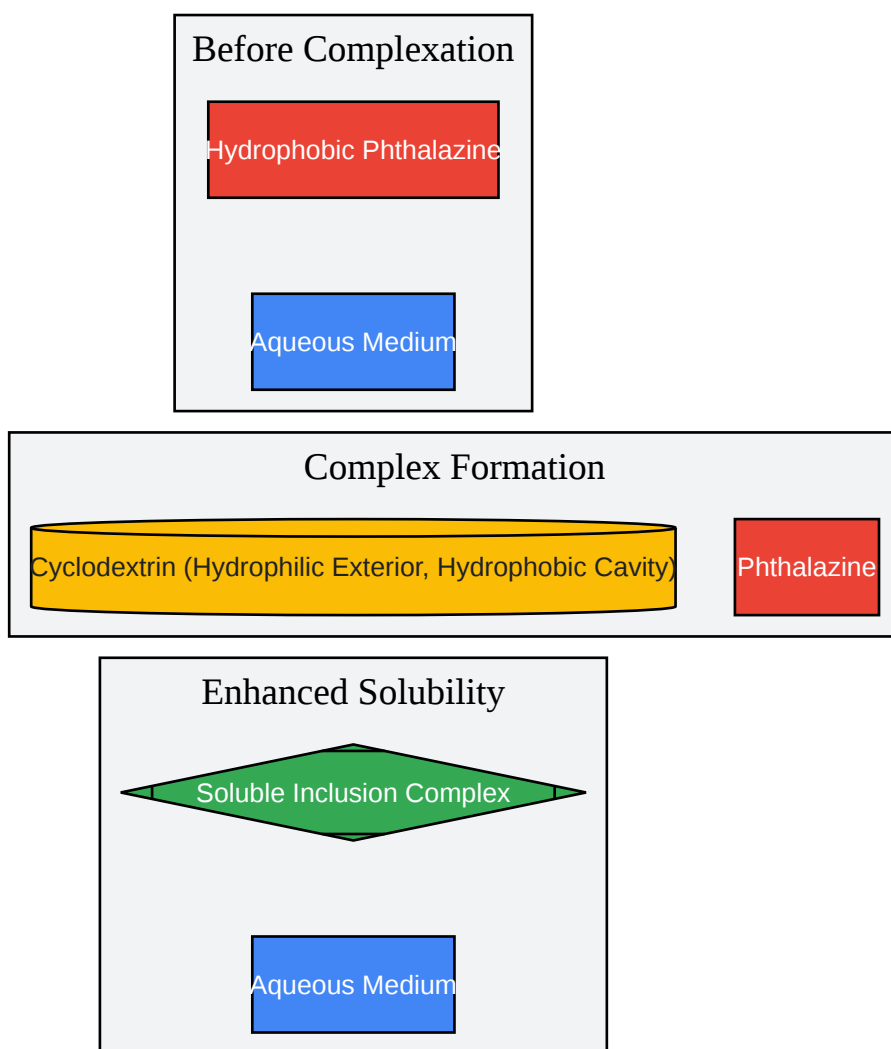 Before Complexation
Hydrophobic Phthalazine
Aqueous Medium
Complex Formation
Cyclodextrin (Hydrophilic Exterior, Hydrophobic Cavity)
Phthalazine
Enhanced Solubility
Soluble Inclusion Complex
Aqueous Medium